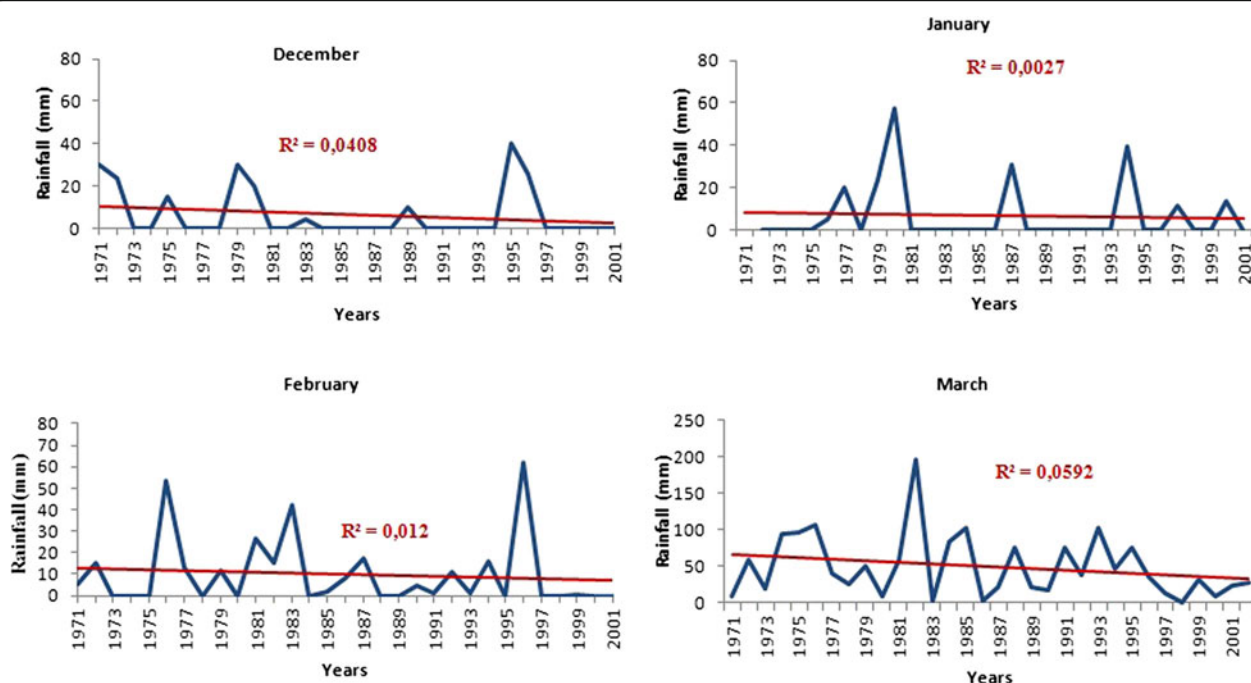 December
80
60
40
20
0
Rainfall (mm)
R² = 0,0408
1971 1973 1975 1977 1979 1981 1983 1985 1987 1989 1991 1993 1995 1997 1999 2001
Years
January
80
60
40
20
0
Rainfall (mm)
R² = 0,0027
1971 1973 1975 1977 1979 1981 1983 1985 1987 1989 1991 1993 1995 1997 1999 2001
Years
February
80
70
60
50
40
30
20
10
0
Rainfall (mm)
R² = 0,012
1971 1973 1975 1977 1979 1981 1983 1985 1987 1989 1991 1993 1995 1997 1999 2001
Years
March
250
200
150
100
50
0
Rainfall (mm)
R² = 0,0592
1971 1973 1975 1977 1979 1981 1983 1985 1987 1989 1991 1993 1995 1997 1999 2001
Years